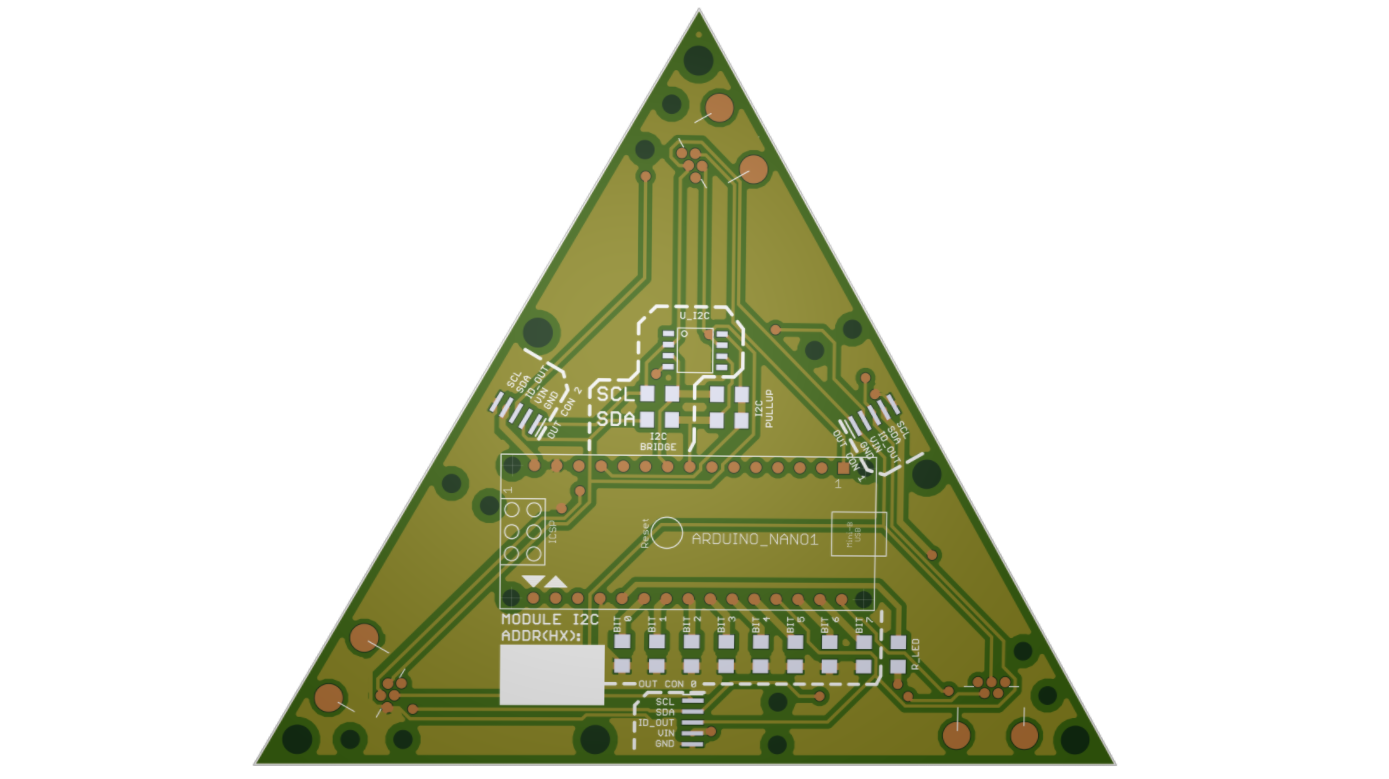 U_I2C
SCL
SDA
ID_OUT
VIN
GND
OUT CON 2
SCL
SDA
I2C
BRIDGE
I2C
PULLUP
SCL
SDA
ID_OUT
VIN
GND
OUT CON 1
1
1
ICSP
Reset
ARDUINO_NANO1
Mini-B
USB
MODULE I2C
ADDR(HX):
BIT 0
BIT 1
BIT 2
BIT 3
BIT 4
BIT 5
BIT 6
BIT 7
R_LED
OUT CON 0
SCL
SDA
ID_OUT
VIN
GND